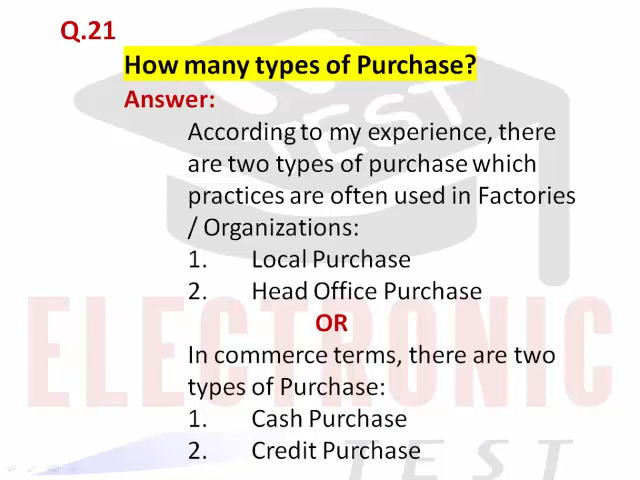 Q.21
How many types of Purchase?
Answer:
According to my experience, there
are two types of purchase which
practices are often used in Factories
/ Organizations:
1. Local Purchase
2. Head Office Purchase
OR
In commerce terms, there are two
types of Purchase:
1. Cash Purchase
2. Credit Purchase
TEST
ELECTRONIC
TEST